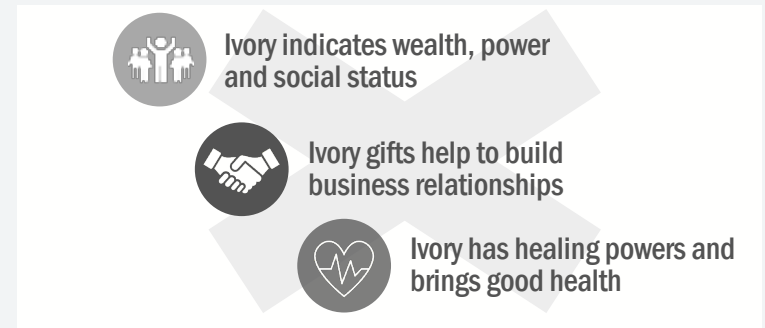 Ivory indicates wealth, power
and social status
Ivory gifts help to build
business relationships
Ivory has healing powers and
brings good health